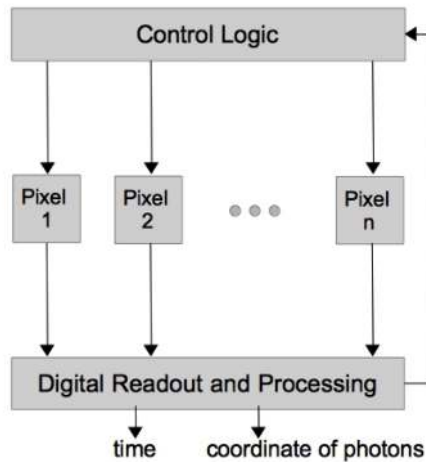 Control Logic
Pixel
1
Pixel
2
Pixel
n
Digital Readout and Processing
time
coordinate of photons